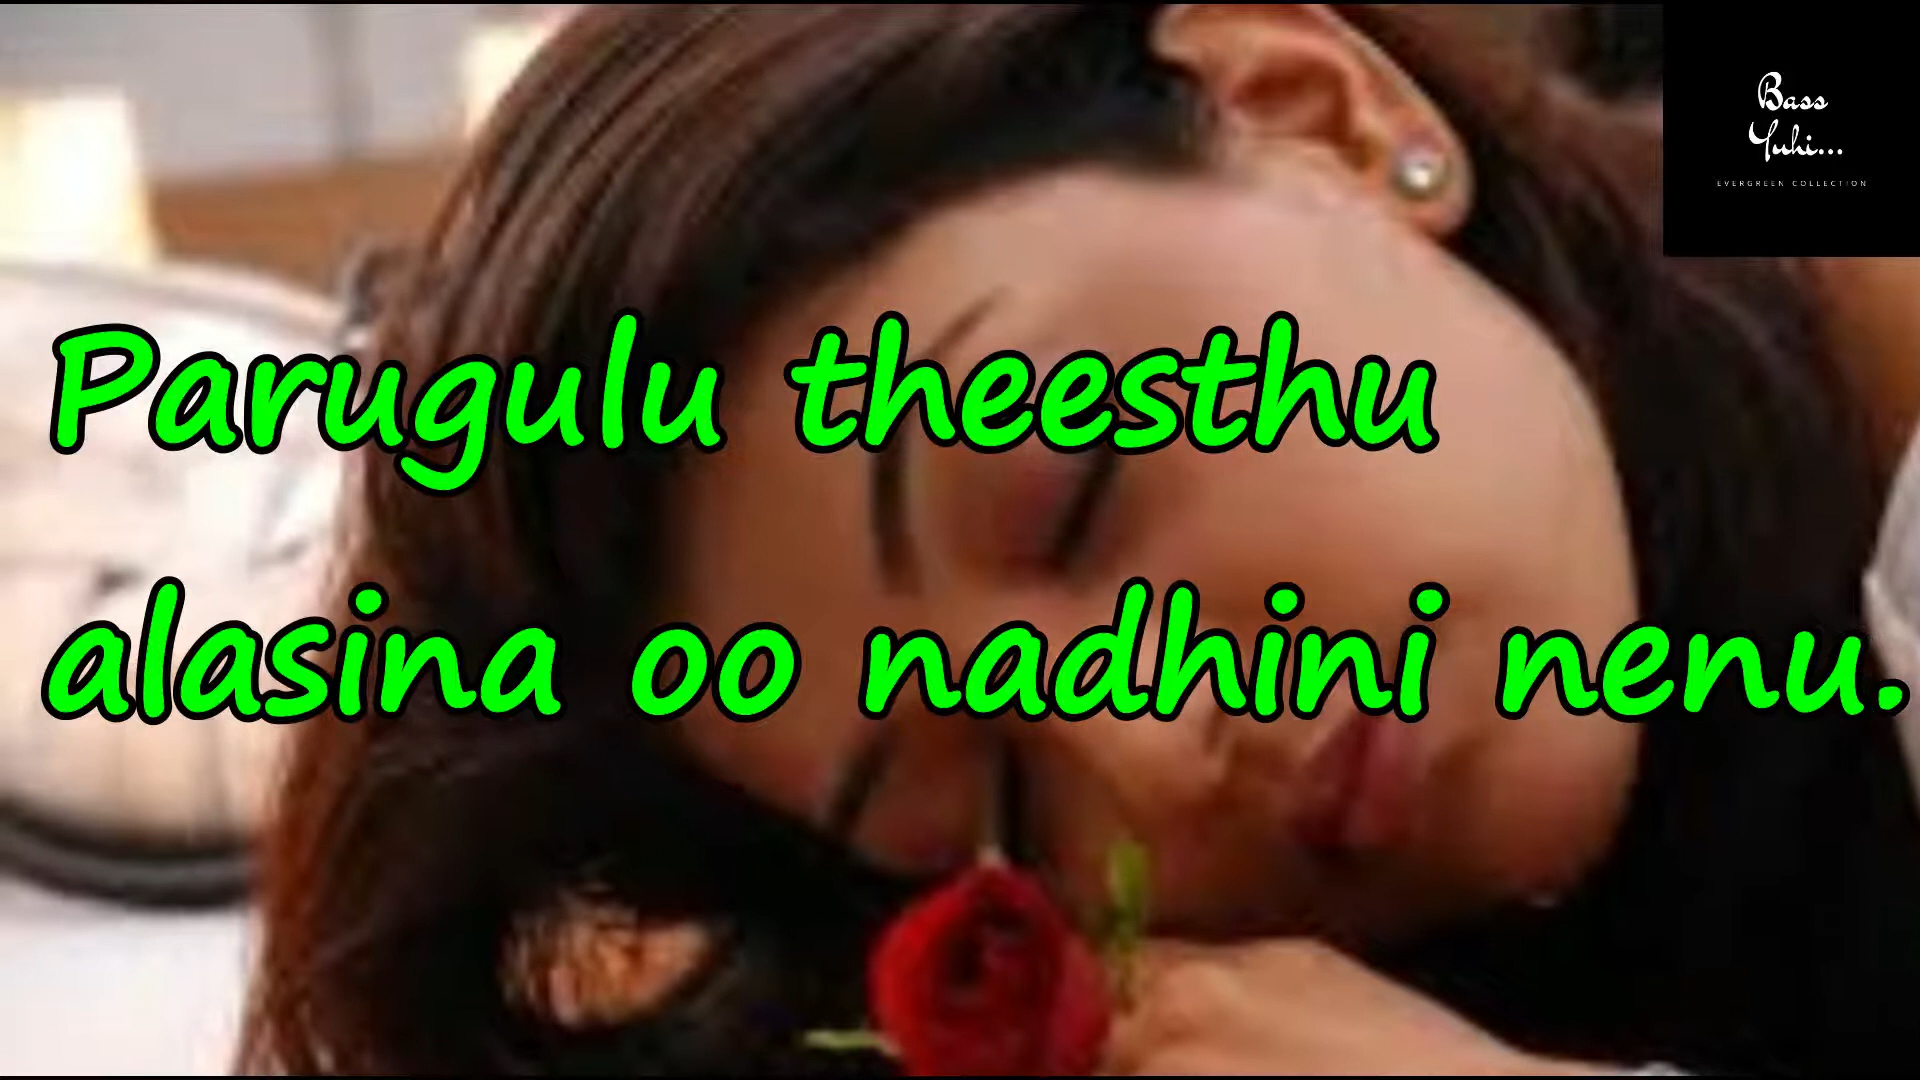 Bass
Yuhi...
EVERGREEN COLLECTION
Parugulu theesthu
alasina oo nadhini nenu.